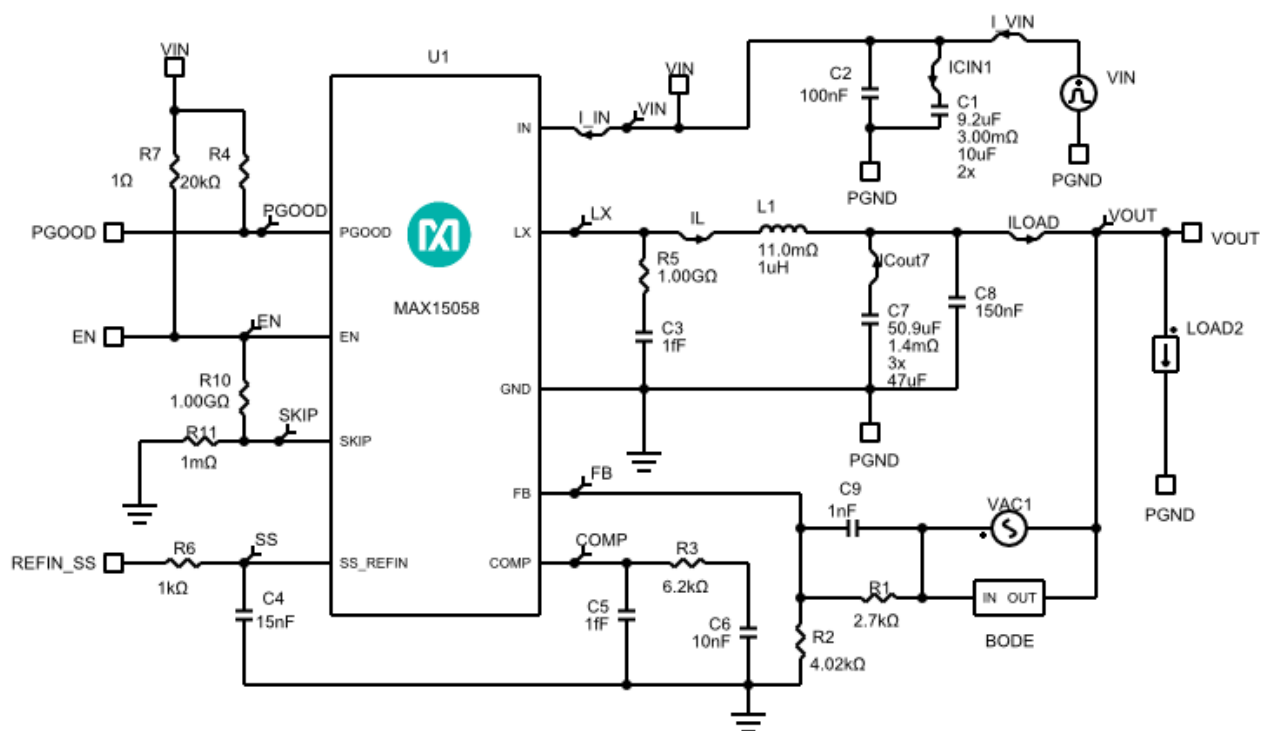 I_VIN
VIN
U1
VIN
C2
100nF
ICIN1
VIN
C1
9.2uF
3.00mΩ
10uF
2x
I_IN
VIN
IN
R7
1Ω
R4
20kΩ
PGND
PGND
PGOOD
PGOOD
PGOOD
LX
LX
IL
L1
11.0mΩ
1uH
ILOAD
VOUT
VOUT
R5
1.00GΩ
ICout7
C8
150nF
MAX15058
C7
50.9uF
1.4mΩ
3x
47uF
C3
1fF
LOAD2
EN
EN
EN
R10
1.00GΩ
GND
SKIP
R11
1mΩ
SKIP
PGND
FB
FB
C9
1nF
VAC1
PGND
REFIN_SS
R6
1kΩ
SS
SS_REFIN
COMP
COMP
R3
6.2kΩ
C4
15nF
C5
1fF
C6
10nF
R1
2.7kΩ
IN OUT
BODE
R2
4.02kΩ